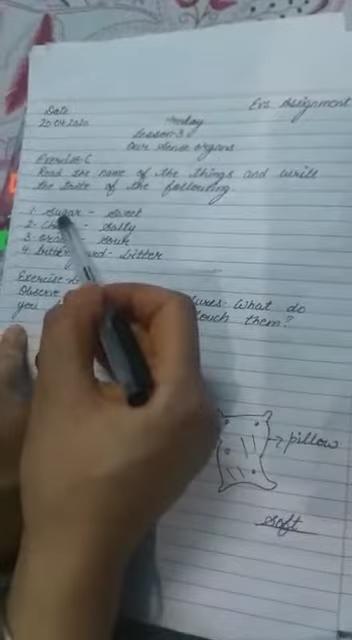 Evs Assignment
Date
20.04.2020
Monday
Lesson-3
Our sense organs
Exercise-C
Read the name of the things and write
the taste of the following.
1. Sugar - sweet
2. - salty
3. - sour
4. bitter - bitter
Exercise-
Observe what do
you touch them?
pillow
soft